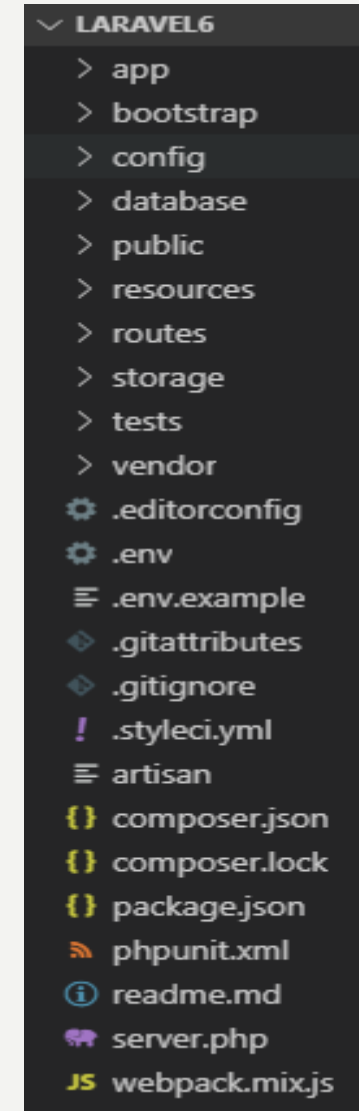 LARAVEL6
app
bootstrap
config
database
public
resources
routes
storage
tests
vendor
.editorconfig
.env
.env.example
.gitattributes
.gitignore
.styleci.yml
artisan
composer.json
composer.lock
package.json
phpunit.xml
readme.md
server.php
JS webpack.mix.js